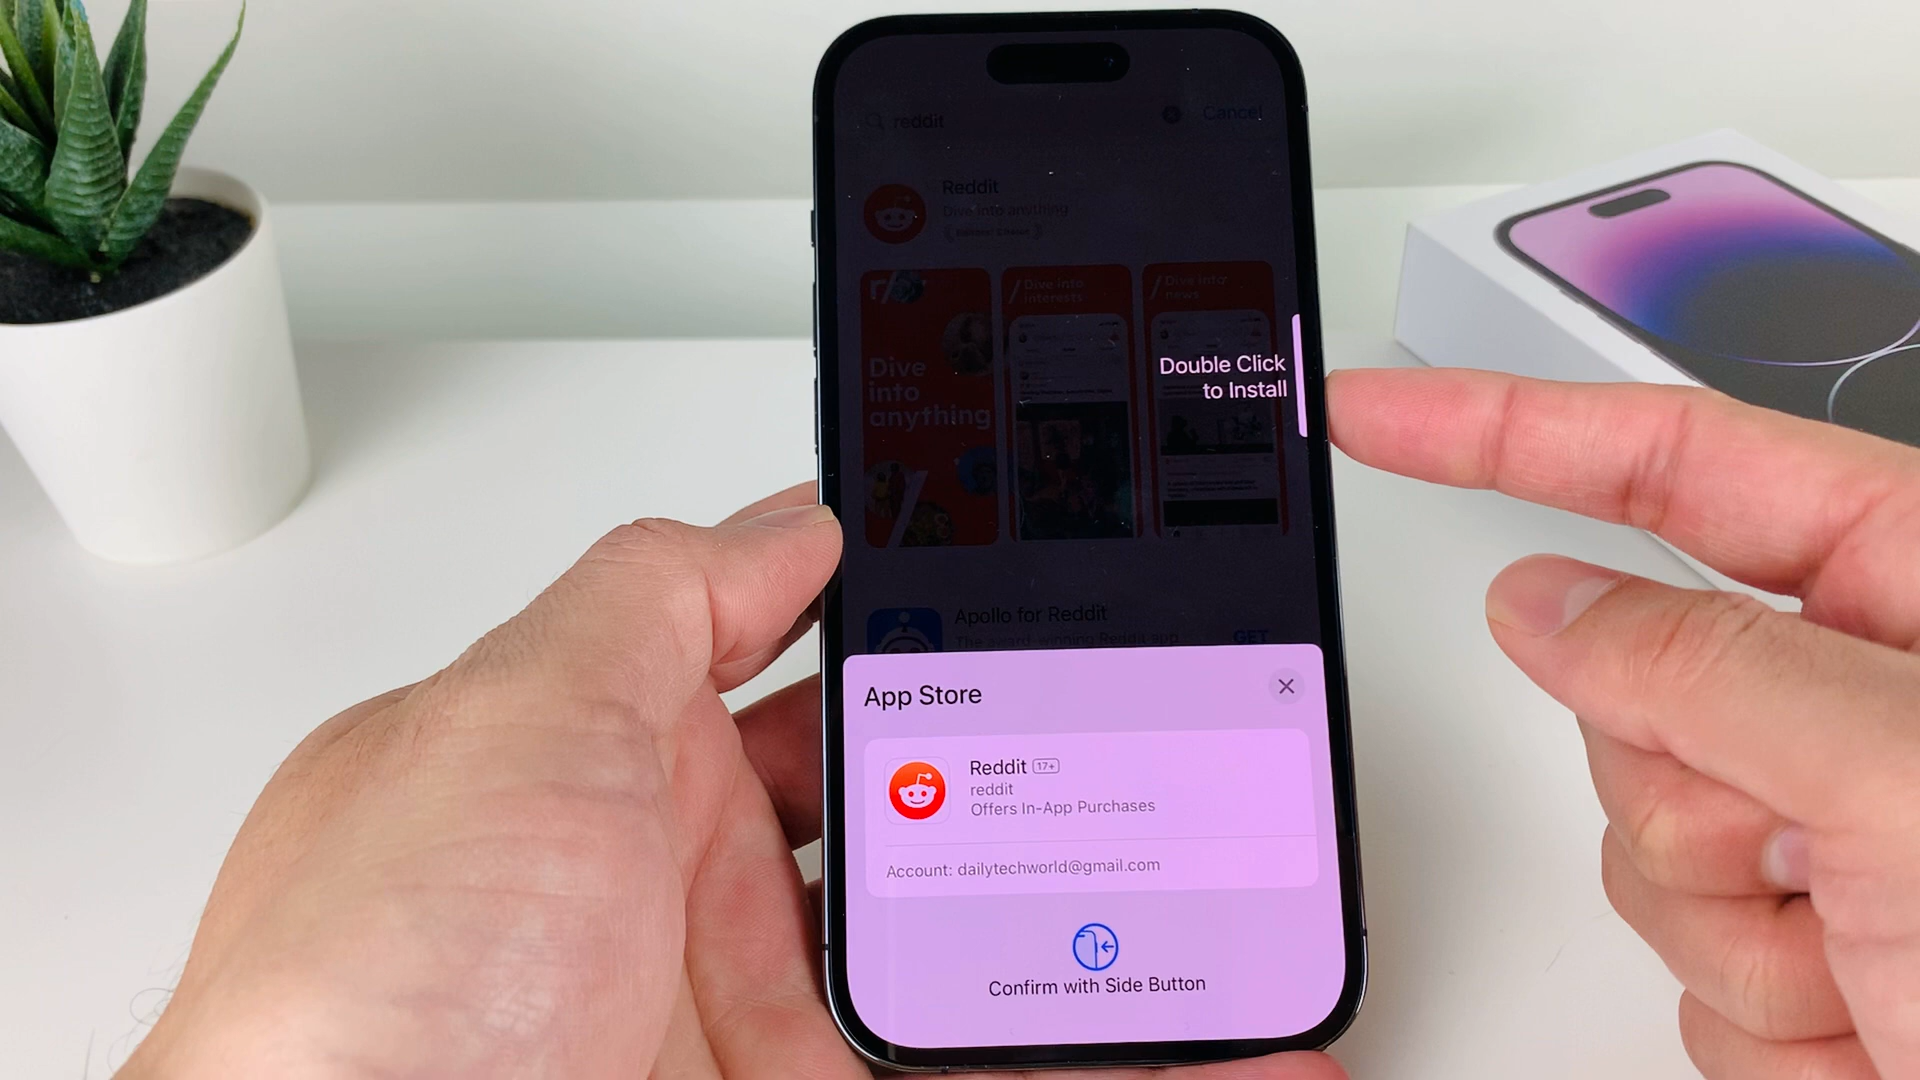 reddit
Cancel
Reddit
Dive into anything
r/
Dive
into
anything
Dive into
interests
Dive into
news
Double Click
to Install
Apollo for Reddit
The award-winning Reddit app
GET
App Store
Reddit 17+
reddit
Offers In-App Purchases
Account: dailytechworld@gmail.com
Confirm with Side Button